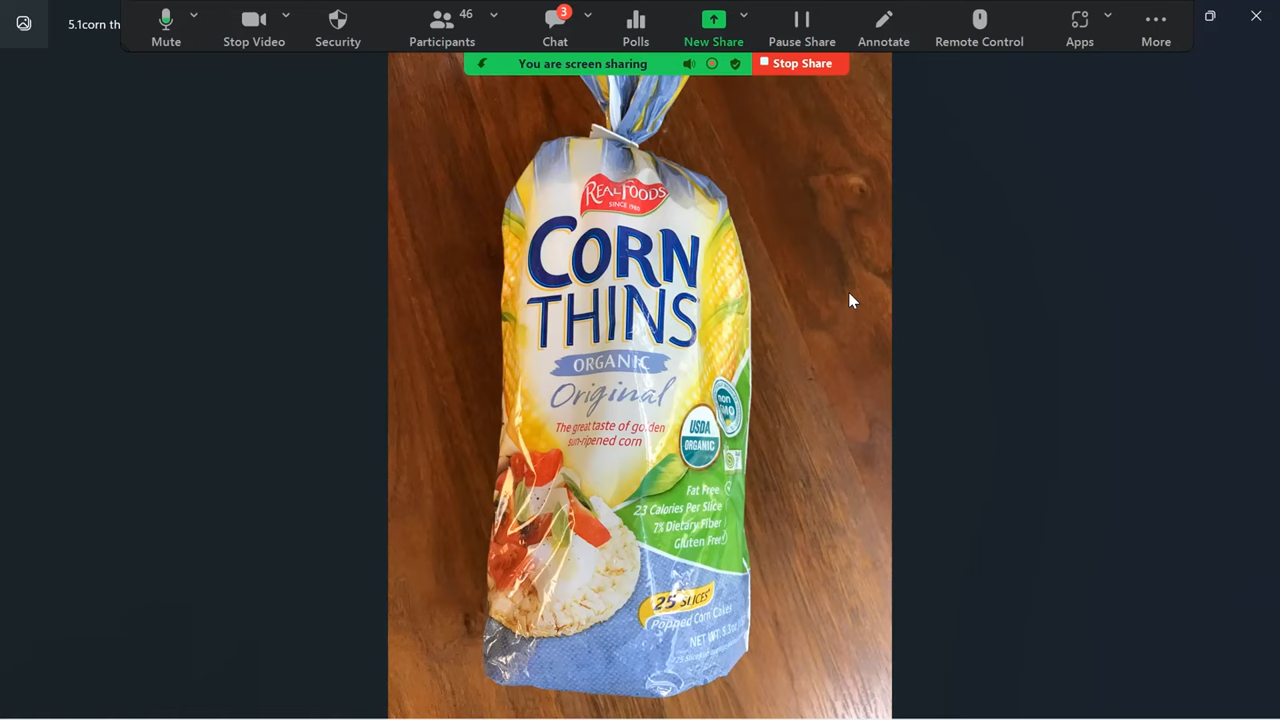 5.1corn th
46
3
Mute
Stop Video
Security
Participants
Chat
Polls
New Share
Pause Share
Annotate
Remote Control
Apps
More
You are screen sharing
Stop Share
REAL FOODS
SINCE 1980
CORN
THINS
ORGANIC
Original
The great taste of golden
sun-ripened corn
non
GMO
USDA
ORGANIC
Fat Free
23 Calories Per Slice
7% Dietary Fiber
Gluten Free
25 SLICES
Popped Corn Cakes
NET WT. 5.3oz